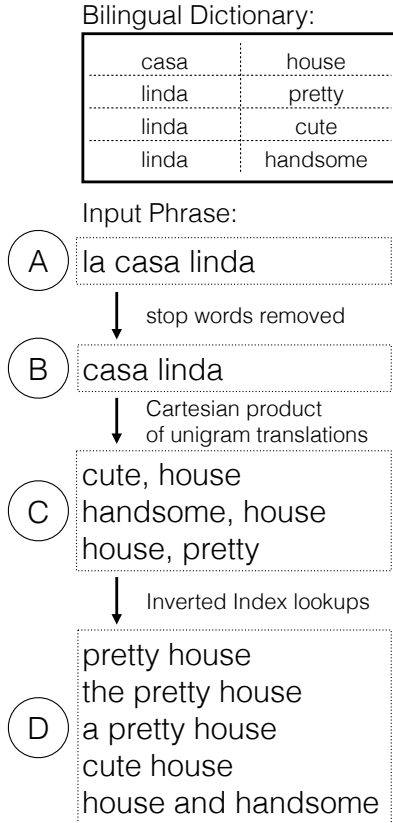 Bilingual Dictionary:
casa house
linda pretty
linda cute
linda handsome
Input Phrase:
A la casa linda
stop words removed
B casa linda
Cartesian product
of unigram translations
cute, house
C handsome, house
house, pretty
Inverted Index lookups
pretty house
the pretty house
D a pretty house
cute house
house and handsome